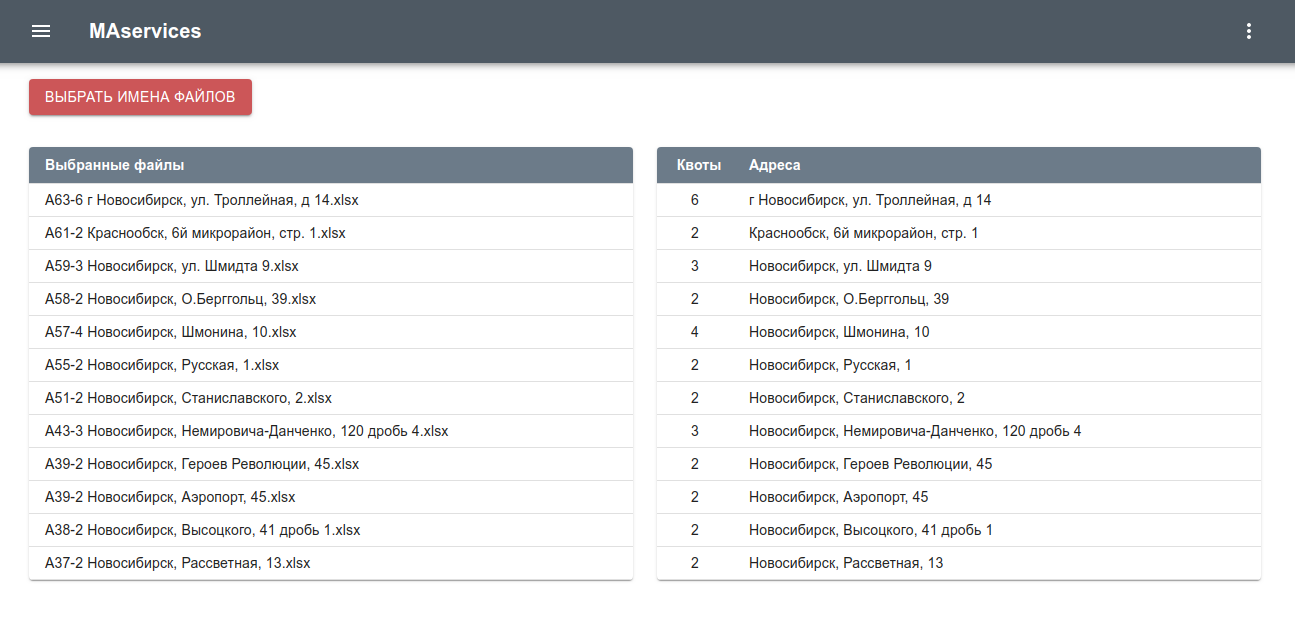 MAservices
ВЫБРАТЬ ИМЕНА ФАЙЛОВ
Выбранные файлы
А63-6 г Новосибирск, ул. Троллейная, д 14.xlsx
А61-2 Краснообск, 6й микрорайон, стр. 1.xlsx
А59-3 Новосибирск, ул. Шмидта 9.xlsx
А58-2 Новосибирск, О.Берггольц, 39.xlsx
А57-4 Новосибирск, Шмонина, 10.xlsx
А55-2 Новосибирск, Русская, 1.xlsx
А51-2 Новосибирск, Станиславского, 2.xlsx
А43-3 Новосибирск, Немировича-Данченко, 120 дробь 4.xlsx
А39-2 Новосибирск, Героев Революции, 45.xlsx
А39-2 Новосибирск, Аэропорт, 45.xlsx
А38-2 Новосибирск, Высоцкого, 41 дробь 1.xlsx
А37-2 Новосибирск, Рассветная, 13.xlsx
Квоты Адреса
6 г Новосибирск, ул. Троллейная, д 14
2 Краснообск, 6й микрорайон, стр. 1
3 Новосибирск, ул. Шмидта 9
2 Новосибирск, О.Берггольц, 39
4 Новосибирск, Шмонина, 10
2 Новосибирск, Русская, 1
2 Новосибирск, Станиславского, 2
3 Новосибирск, Немировича-Данченко, 120 дробь 4
2 Новосибирск, Героев Революции, 45
2 Новосибирск, Аэропорт, 45
2 Новосибирск, Высоцкого, 41 дробь 1
2 Новосибирск, Рассветная, 13